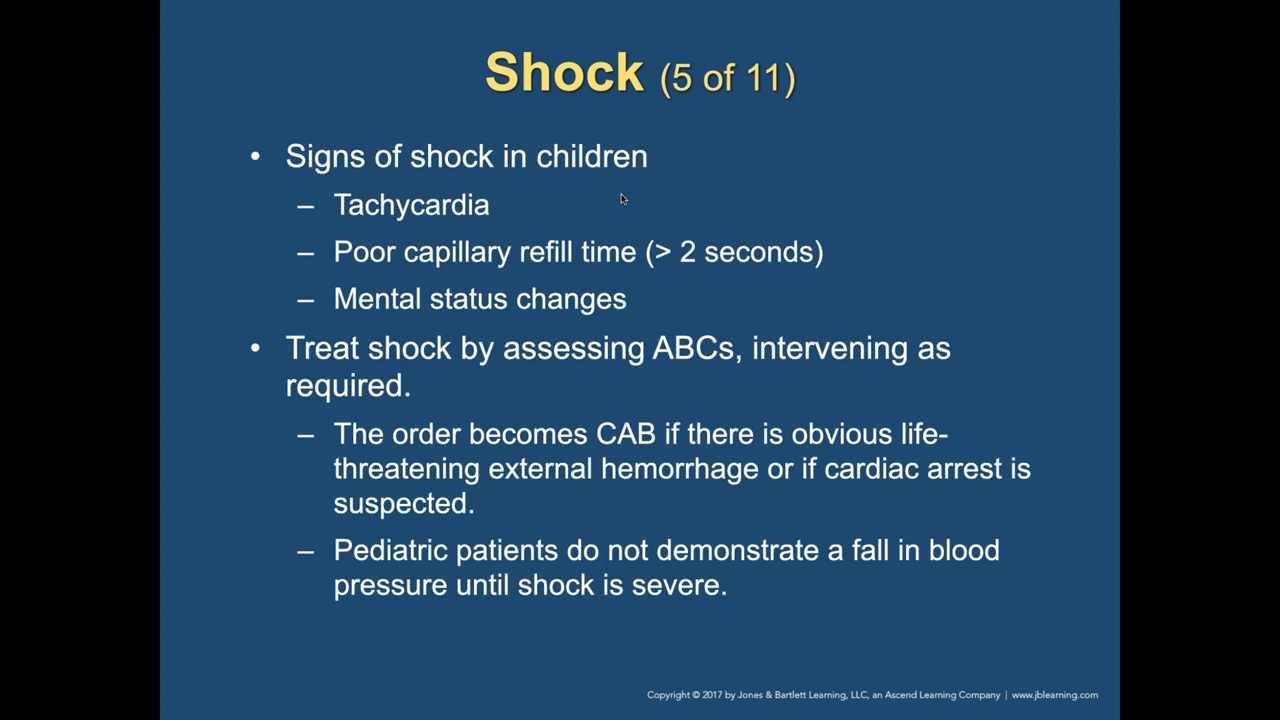 Shock (5 of 11)
• Signs of shock in children
– Tachycardia
– Poor capillary refill time (> 2 seconds)
– Mental status changes
• Treat shock by assessing ABCs, intervening as
required.
– The order becomes CAB if there is obvious life-
threatening external hemorrhage or if cardiac arrest is
suspected.
– Pediatric patients do not demonstrate a fall in blood
pressure until shock is severe.
Copyright © 2017 by Jones & Bartlett Learning, LLC, an Ascend Learning Company | www.jblearning.com